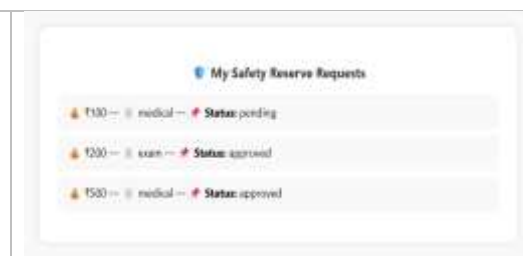 🛡️ My Safety Reserve Requests
💰 ₹100 — 📄 medical — 📌 Status: pending
💰 ₹200 — 📄 exam — 📌 Status: approved
💰 ₹500 — 📄 medical — 📌 Status: approved